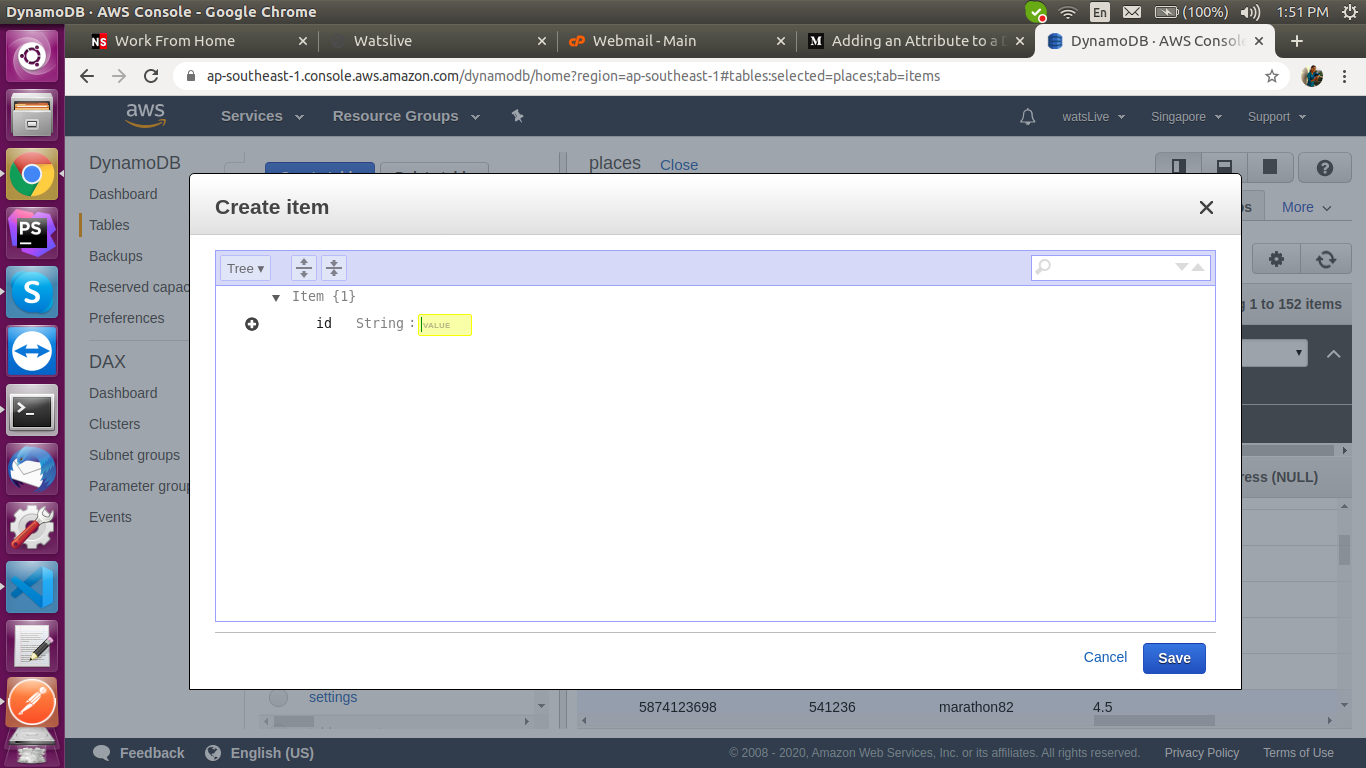 DynamoDB · AWS Console - Google Chrome
En
(100%)
1:51 PM
Work From Home
Watslive
Webmail - Main
Adding an Attribute to a
DynamoDB · AWS Console
ap-southeast-1.console.aws.amazon.com/dynamodb/home?region=ap-southeast-1#tables:selected=places;tab=items
aws
Services
Resource Groups
watsLive
Singapore
Support
DynamoDB
Dashboard
Tables
Backups
Reserved capac
Preferences
DAX
Dashboard
Clusters
Subnet groups
Parameter group
Events
places Close
More
Create item
Tree ▾
Item {1}
id String : VALUE
1 to 152 items
ress (NULL)
Cancel Save
settings
5874123698 541236 marathon82 4.5
Feedback English (US)
© 2008 - 2020, Amazon Web Services, Inc. or its affiliates. All rights reserved. Privacy Policy Terms of Use
NS
M
PS
S